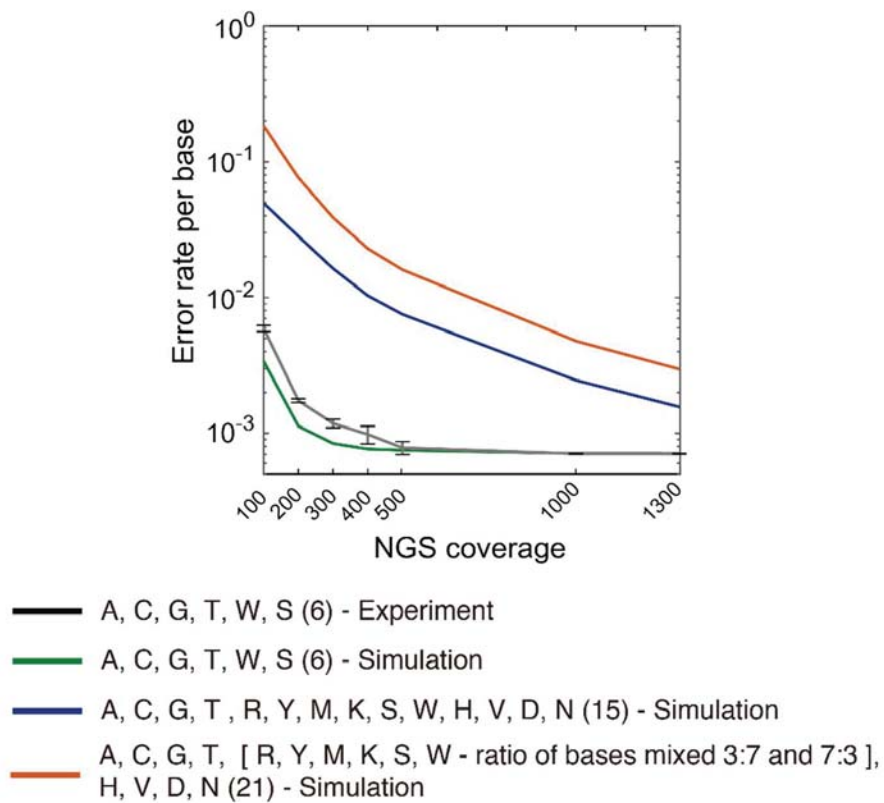 10^0
10^-1
10^-2
10^-3
Error rate per base
100 200 300 400 500 1000 1300
NGS coverage
A, C, G, T, W, S (6) - Experiment
A, C, G, T, W, S (6) - Simulation
A, C, G, T , R, Y, M, K, S, W, H, V, D, N (15) - Simulation
A, C, G, T, [ R, Y, M, K, S, W - ratio of bases mixed 3:7 and 7:3 ],
H, V, D, N (21) - Simulation